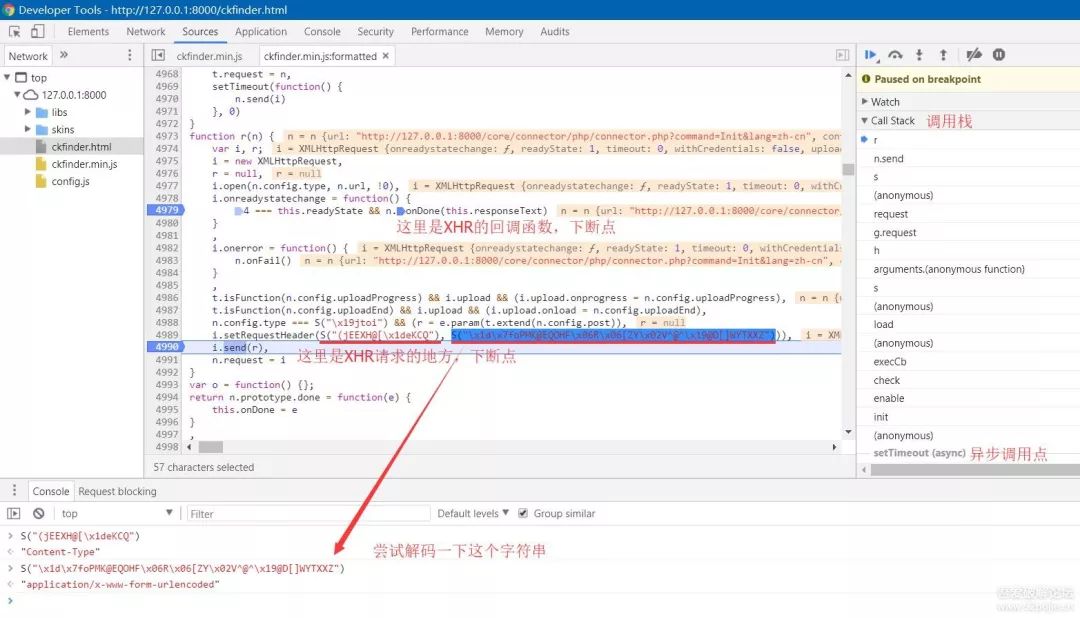 Developer Tools - http://127.0.0.1:8000/ckfinder.html
Elements Network Sources Application Console Security Performance Memory Audits
Network »
ckfinder.min.js ckfinder.min.js:formatted ×
top
127.0.0.1:8000
libs
skins
ckfinder.html
ckfinder.min.js
config.js
4968 t.request = n,
4969 setTimeout(function() {
4970 n.send(i)
4971 }, 0)
4972 }
4973 function r(n) { n = n {url: "http://127.0.0.1:8000/core/connector/php/connector.php?command=Init&lang=zh-cn", con
4974 var i, r; i = XMLHttpRequest {onreadystatechange: ƒ, readyState: 1, timeout: 0, withCredentials: false, uploa
4975 i = new XMLHttpRequest,
4976 r = null, r = null
4977 i.open(n.config.type, n.url, !0), i = XMLHttpRequest {onreadystatechange: ƒ, readyState: 1, timeout: 0, withC
4978 i.onreadystatechange = function() {
4979 4 === this.readyState && n.onDone(this.responseText) n = n {url: "http://127.0.0.1:8000/core/connector.
4980 }
这里是XHR的回调函数，下断点
4981 ,
4982 i.onerror = function() { i = XMLHttpRequest {onreadystatechange: ƒ, readyState: 1, timeout: 0, withCredentials
4983 n.onFail() n = n {url: "http://127.0.0.1:8000/core/connector/php/connector.php?command=Init&lang=zh-cn",
4984 }
4985 ,
4986 t.isFunction(n.config.uploadProgress) && i.upload && (i.upload.onprogress = n.config.uploadProgress), n = n {u
4987 t.isFunction(n.config.uploadEnd) && i.upload && (i.upload.onload = n.config.uploadEnd),
4988 n.config.type === S("\x19jtoi") && (r = e.param(t.extend(n.config.post)), r = null
4989 i.setRequestHeader(S("(jEEXH@[\x1deKCQ"), S("\x1d\x7foPMK@EQOHF\x06R\x06[ZY\x02V^@^\x19@D[]WYTXXZ")), i = XM
4990 i.send(r),
这里是XHR请求的地方，下断点
4991 n.request = i
4992 }
4993 var o = function() {};
4994 return n.prototype.done = function(e) {
4995 this.onDone = e
4996 }
4997 ,
4998
57 characters selected
Paused on breakpoint
Watch
Call Stack 调用栈
r
n.send
s
(anonymous)
request
g.request
h
arguments.(anonymous function)
s
(anonymous)
load
(anonymous)
execCb
check
enable
init
(anonymous)
setTimeout (async) 异步调用点
Console Request blocking
top Filter Default levels Group similar
> S("(jEEXH@[\x1deKCQ")
"Content-Type"
尝试解码一下这个字符串
> S("\x1d\x7foPMK@EQOHF\x06R\x06[ZY\x02V^@^\x19@D[]WYTXXZ")
"application/x-www-form-urlencoded"
>
吾爱破解论坛
www.52pojie.cn